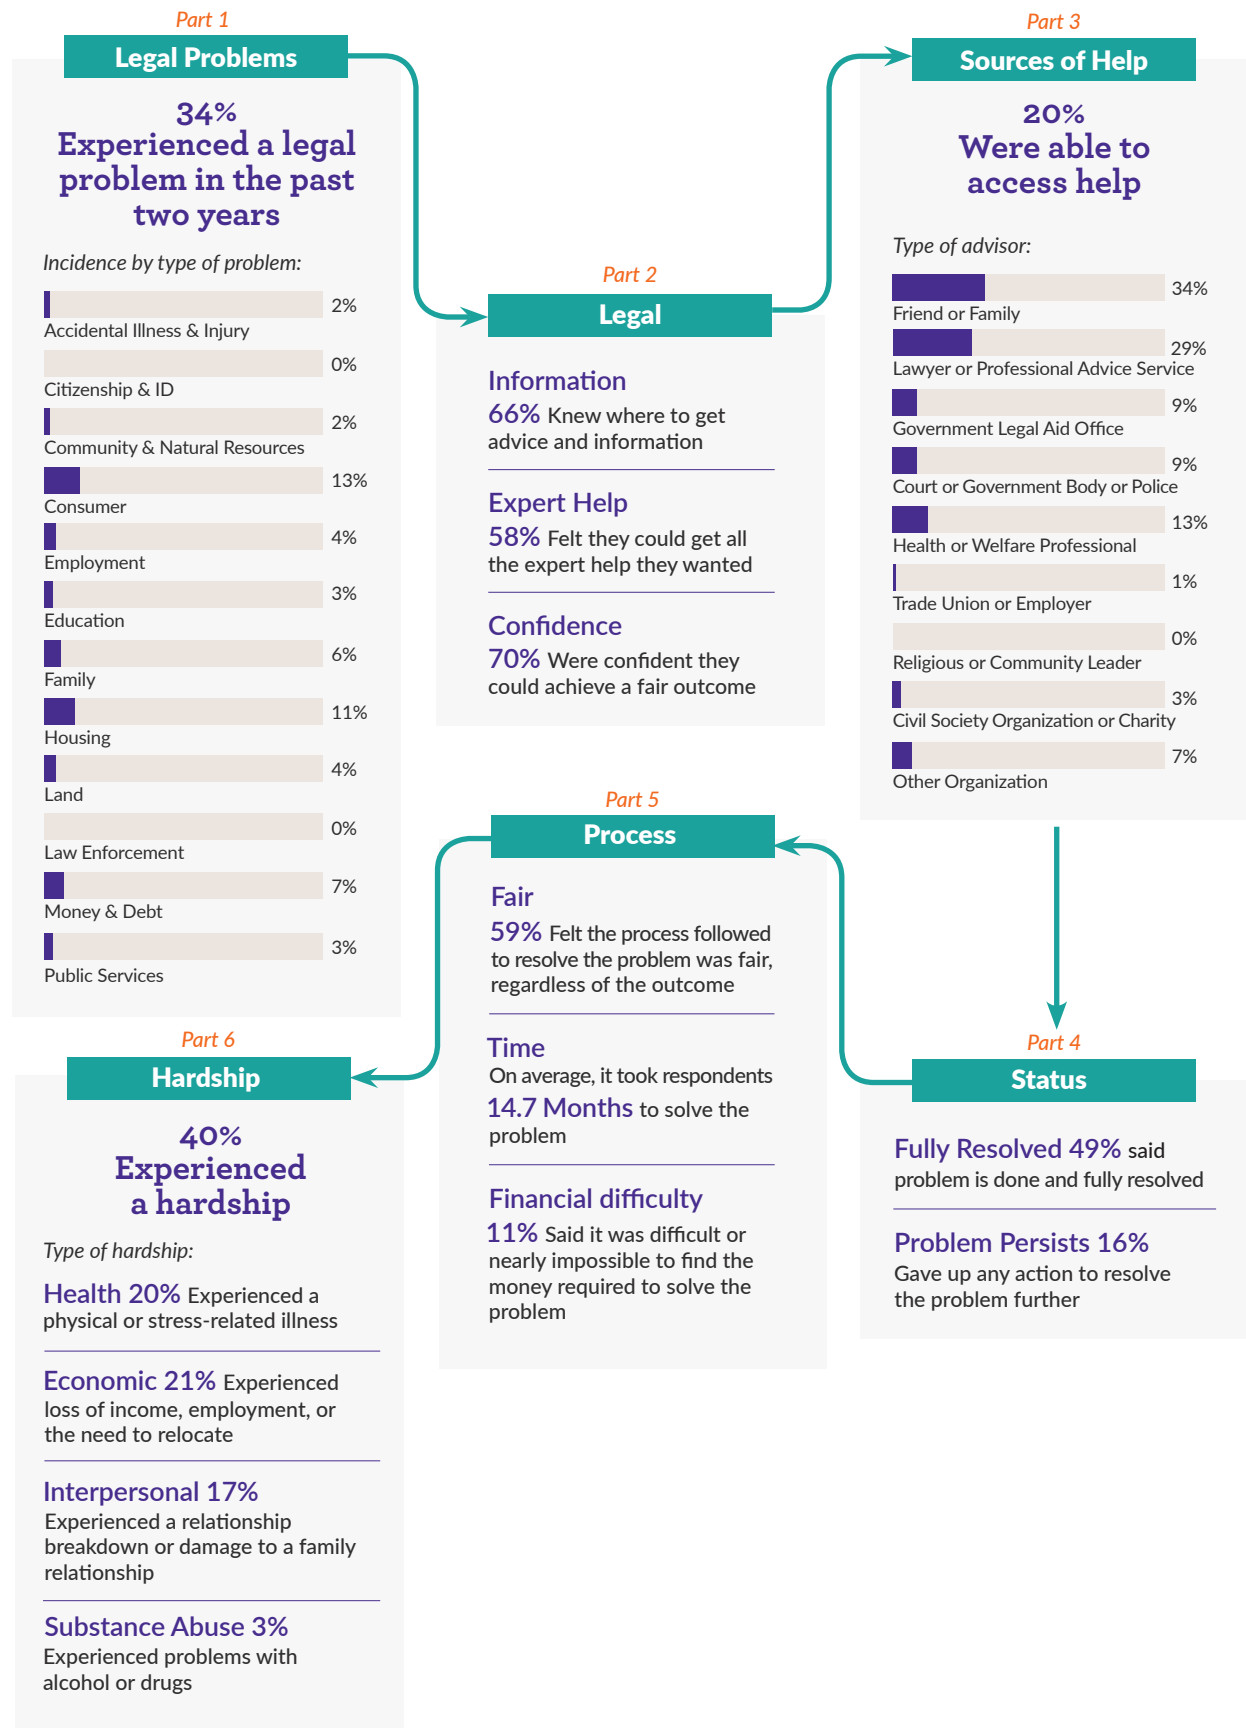 Part 1
Legal Problems
34%
Experienced a legal
problem in the past
two years
Incidence by type of problem:
2%
Accidental Illness & Injury
0%
Citizenship & ID
2%
Community & Natural Resources
13%
Consumer
4%
Employment
3%
Education
6%
Family
11%
Housing
4%
Land
0%
Law Enforcement
7%
Money & Debt
3%
Public Services
Part 2
Legal
Information
66% Knew where to get
advice and information
Expert Help
58% Felt they could get all
the expert help they wanted
Confidence
70% Were confident they
could achieve a fair outcome
Part 3
Sources of Help
20%
Were able to
access help
Type of advisor:
34%
Friend or Family
29%
Lawyer or Professional Advice Service
9%
Government Legal Aid Office
9%
Court or Government Body or Police
13%
Health or Welfare Professional
1%
Trade Union or Employer
0%
Religious or Community Leader
3%
Civil Society Organization or Charity
7%
Other Organization
Part 4
Status
Fully Resolved 49% said
problem is done and fully resolved
Problem Persists 16%
Gave up any action to resolve
the problem further
Part 5
Process
Fair
59% Felt the process followed
to resolve the problem was fair,
regardless of the outcome
Time
On average, it took respondents
14.7 Months to solve the
problem
Financial difficulty
11% Said it was difficult or
nearly impossible to find the
money required to solve the
problem
Part 6
Hardship
40%
Experienced
a hardship
Type of hardship:
Health 20% Experienced a
physical or stress-related illness
Economic 21% Experienced
loss of income, employment, or
the need to relocate
Interpersonal 17%
Experienced a relationship
breakdown or damage to a family
relationship
Substance Abuse 3%
Experienced problems with
alcohol or drugs